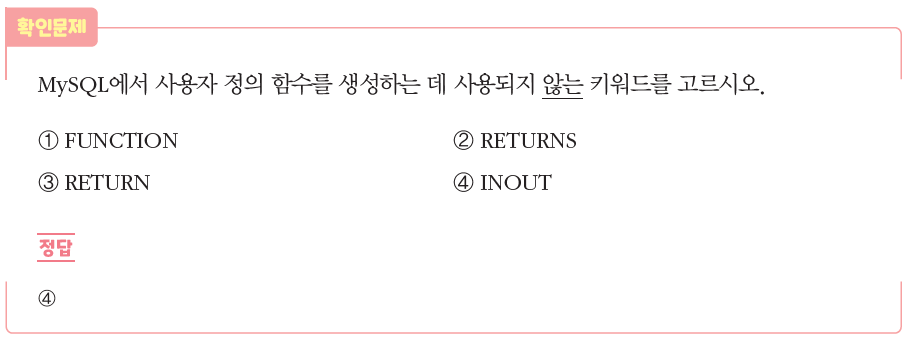 확인문제
MySQL에서 사용자 정의 함수를 생성하는 데 사용되지 않는 키워드를 고르시오.
① FUNCTION ② RETURNS
③ RETURN ④ INOUT
정답
④